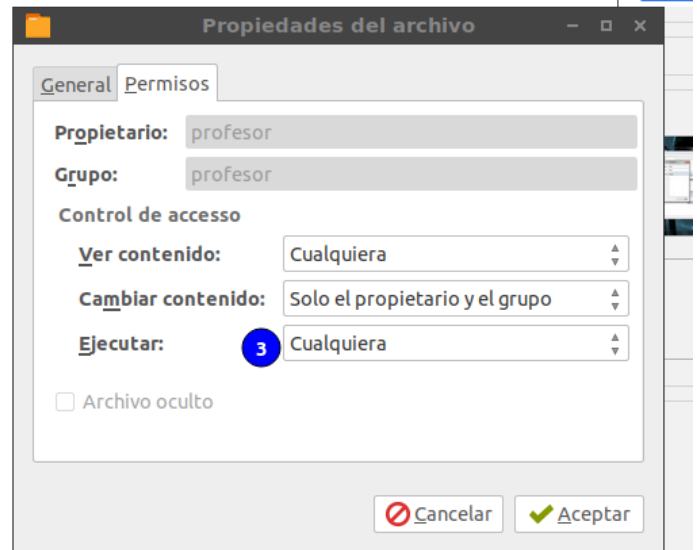 Propiedades del archivo
General Permisos
Propietario: profesor
Grupo: profesor
Control de accesso
Ver contenido: Cualquiera
Cambiar contenido: Solo el propietario y el grupo
Ejecutar: 3 Cualquiera
Archivo oculto
Cancelar Aceptar